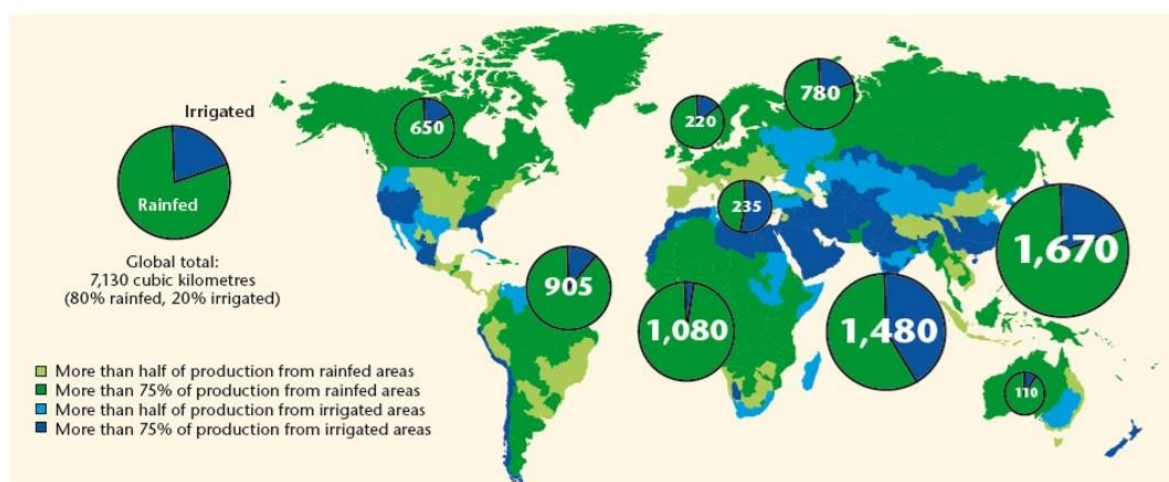 Irrigated
Rainfed
Global total:
7,130 cubic kilometres
(80% rainfed, 20% irrigated)
650
220
780
235
905
1,080
1,480
1,670
110
More than half of production from rainfed areas
More than 75% of production from rainfed areas
More than half of production from irrigated areas
More than 75% of production from irrigated areas